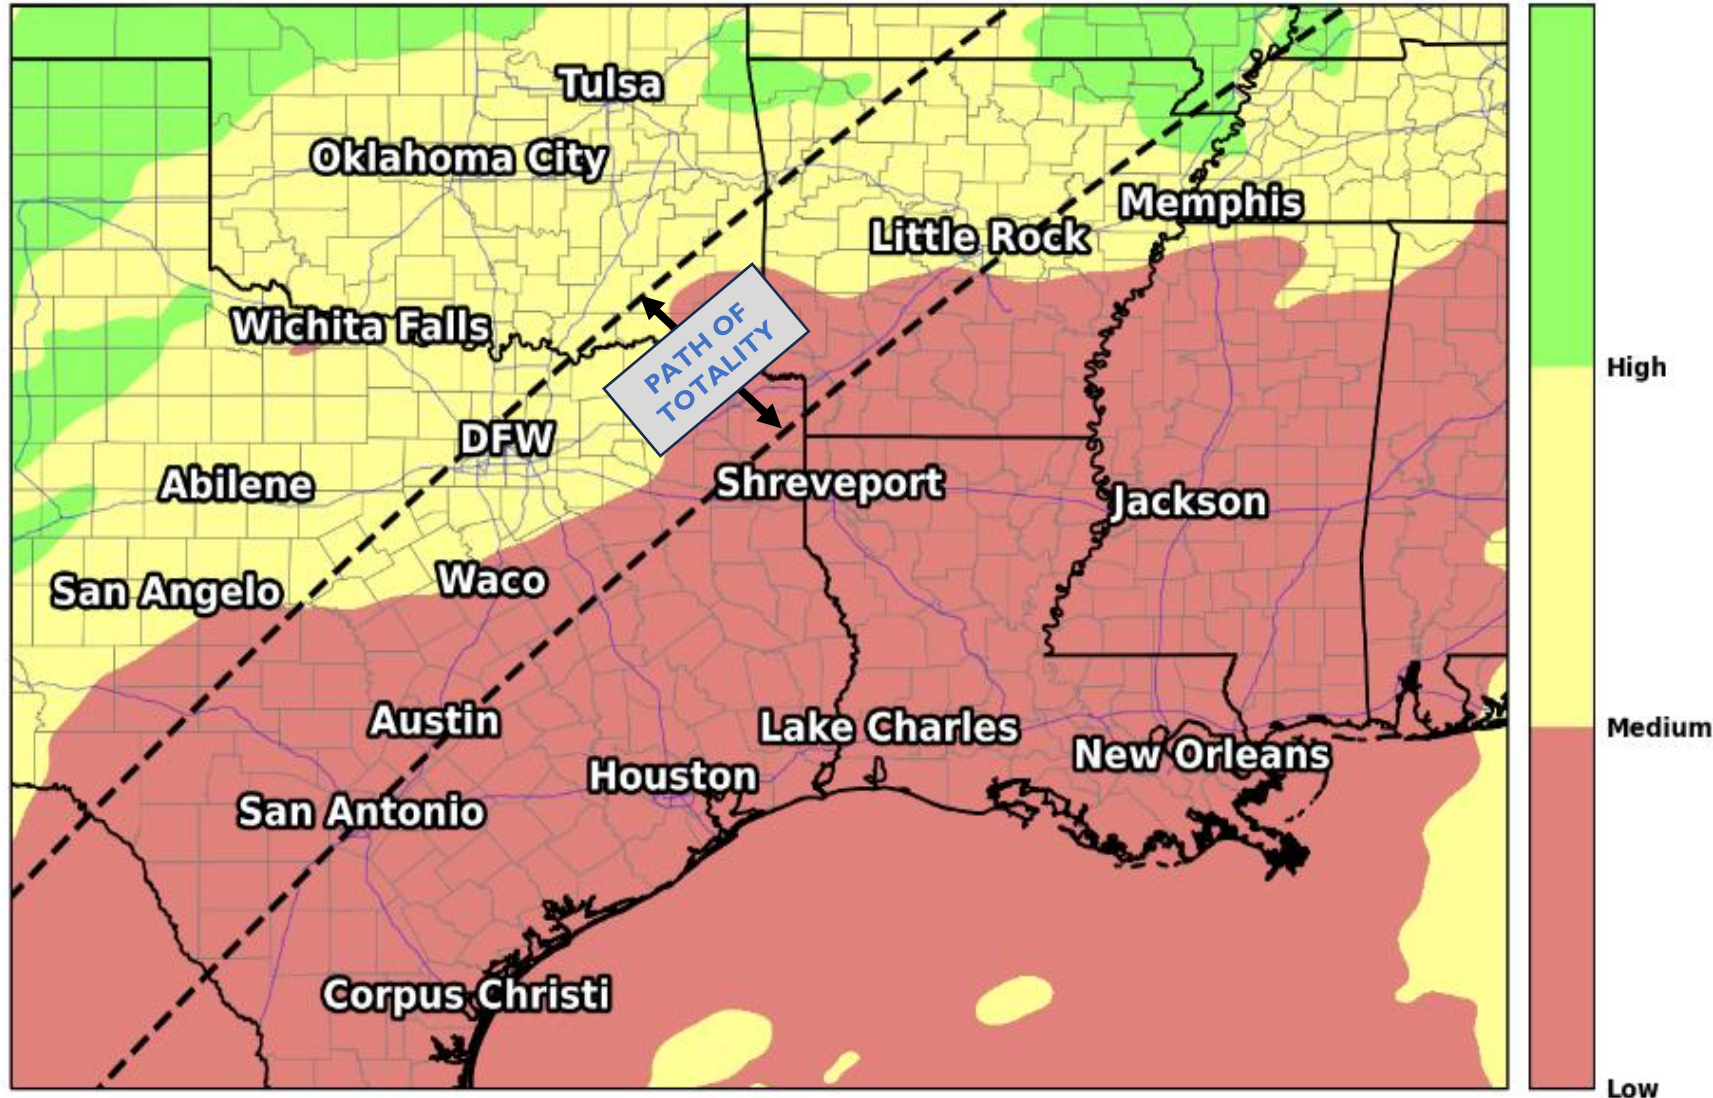 Tulsa
Oklahoma City
Memphis
Little Rock
Wichita Falls
PATH OF
TOTALITY
High
DFW
Abilene
Shreveport
Jackson
Waco
San Angelo
Austin
Lake Charles
Medium
New Orleans
Houston
San Antonio
Corpus Christi
Low